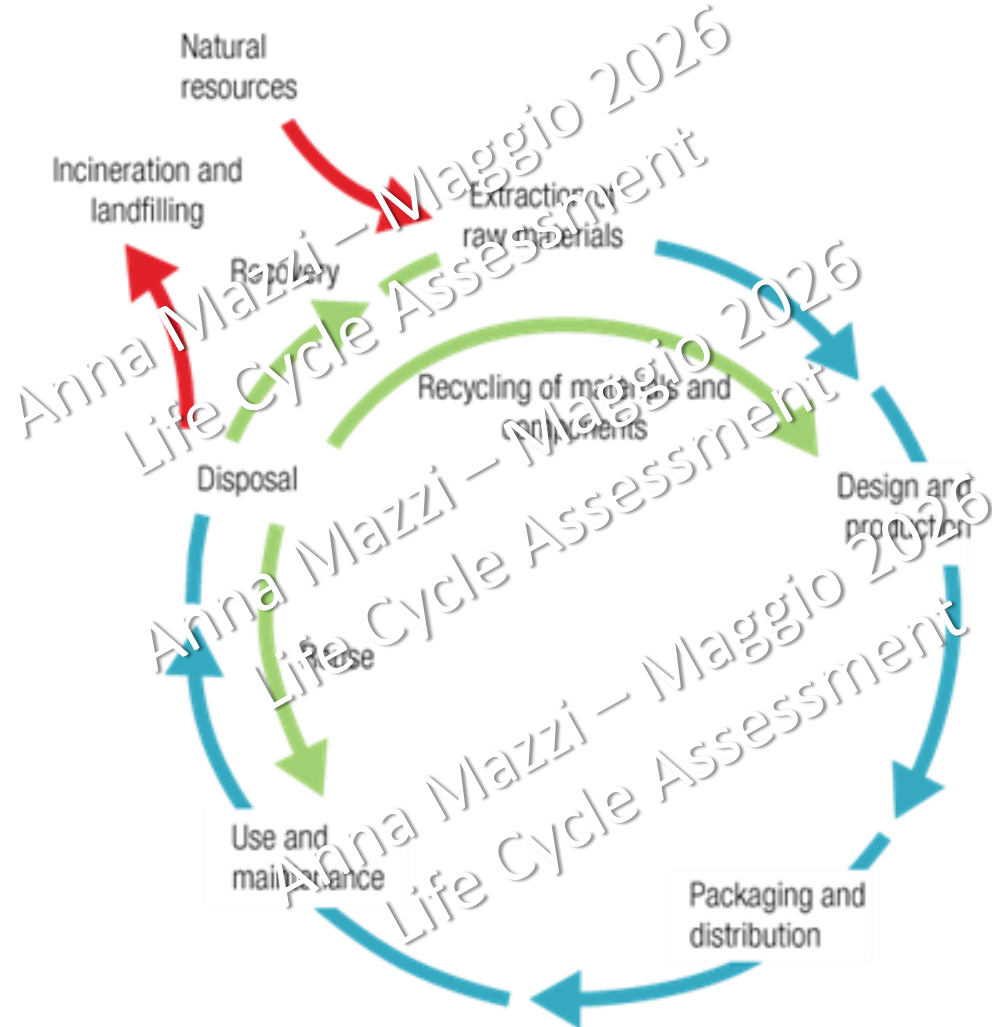 Natural
resources
Incineration and
landfilling
Extraction of
raw materials
Recovery
Recycling of materials and
components
Disposal
Design and
production
Reuse
Use and
maintenance
Packaging and
distribution
Anna Mazzi – Maggio 2026
Life Cycle Assessment
Anna Mazzi – Maggio 2026
Life Cycle Assessment
Anna Mazzi – Maggio 2026
Life Cycle Assessment